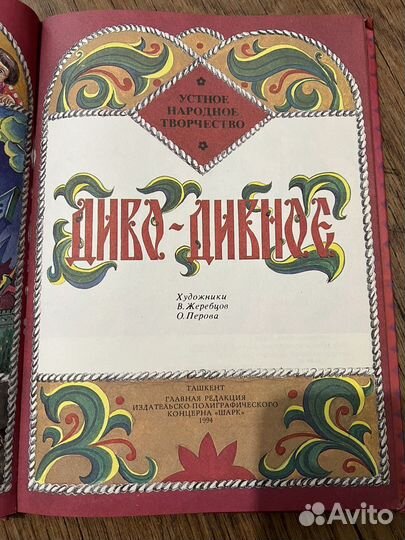 УСТНОЕ
НАРОДНОЕ
ТВОРЧЕСТВО
ДИВО-ДИВНОЕ
Художники
В. Жеребцов
О. Перова
ТАШКЕНТ
ГЛАВНАЯ РЕДАКЦИЯ
ИЗДАТЕЛЬСКО-ПОЛИГРАФИЧЕСКОГО
КОНЦЕРНА «ШАРК»
1994
Avito